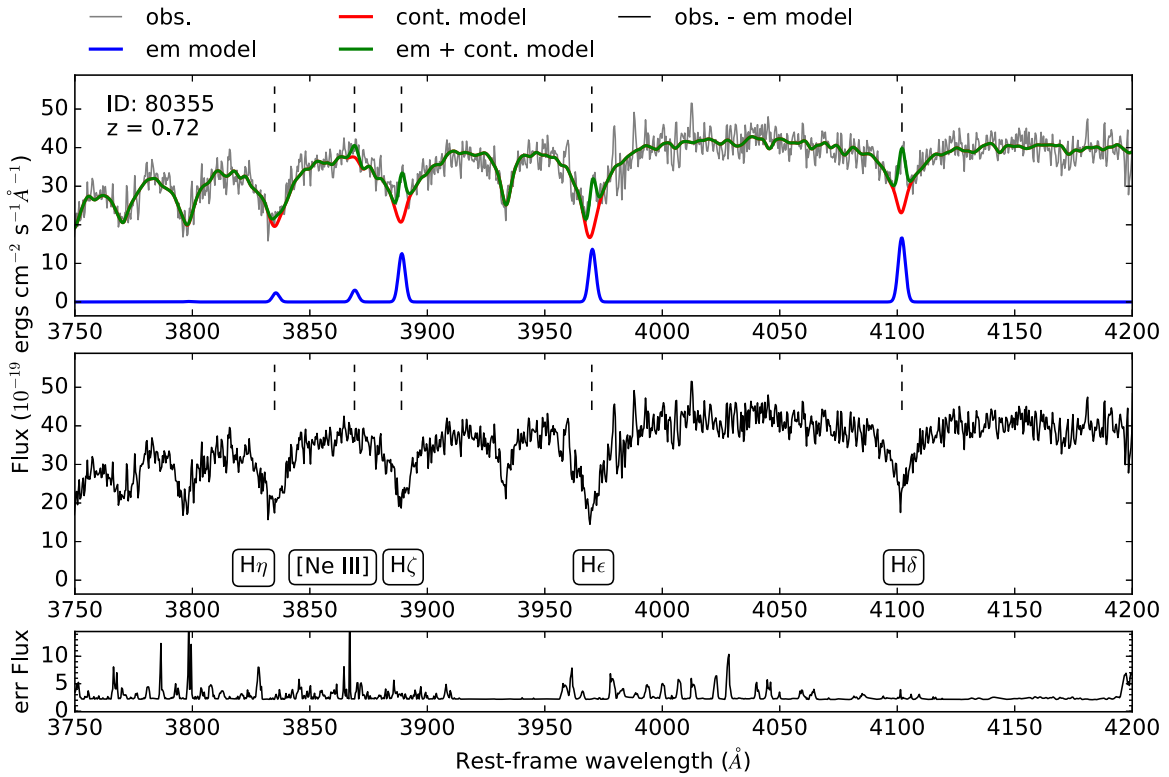 obs.
cont. model
obs. - em model
em model
em + cont. model
ID: 80355
z = 0.72
50
40
30
20
10
0
3750 3800 3850 3900 3950 4000 4050 4100 4150 4200
Flux (10⁻¹⁹ ergs cm⁻² s⁻¹Å⁻¹)
50
40
30
20
10
0
Hη
[Ne III]
Hζ
Hϵ
Hδ
3750 3800 3850 3900 3950 4000 4050 4100 4150 4200
err Flux
10
5
0
3750 3800 3850 3900 3950 4000 4050 4100 4150 4200
Rest-frame wavelength (Å)